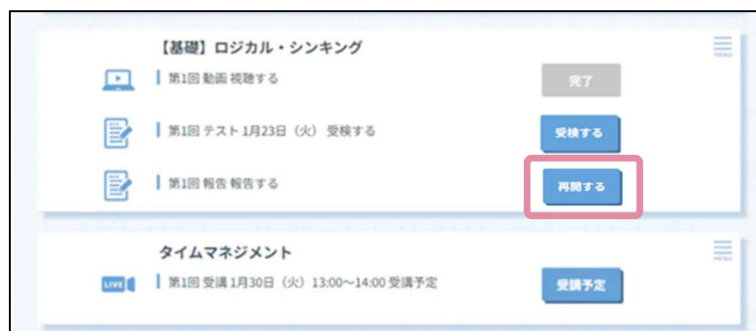 【基礎】ロジカル・シンキング
MENU
第1回 動画 視聴する
完了
第1回 テスト 1月23日（火） 受検する
受検する
第1回 報告 報告する
再開する
タイムマネジメント
MENU
LIVE
第1回 受講 1月30日（火）13:00～14:00 受講予定
受講予定